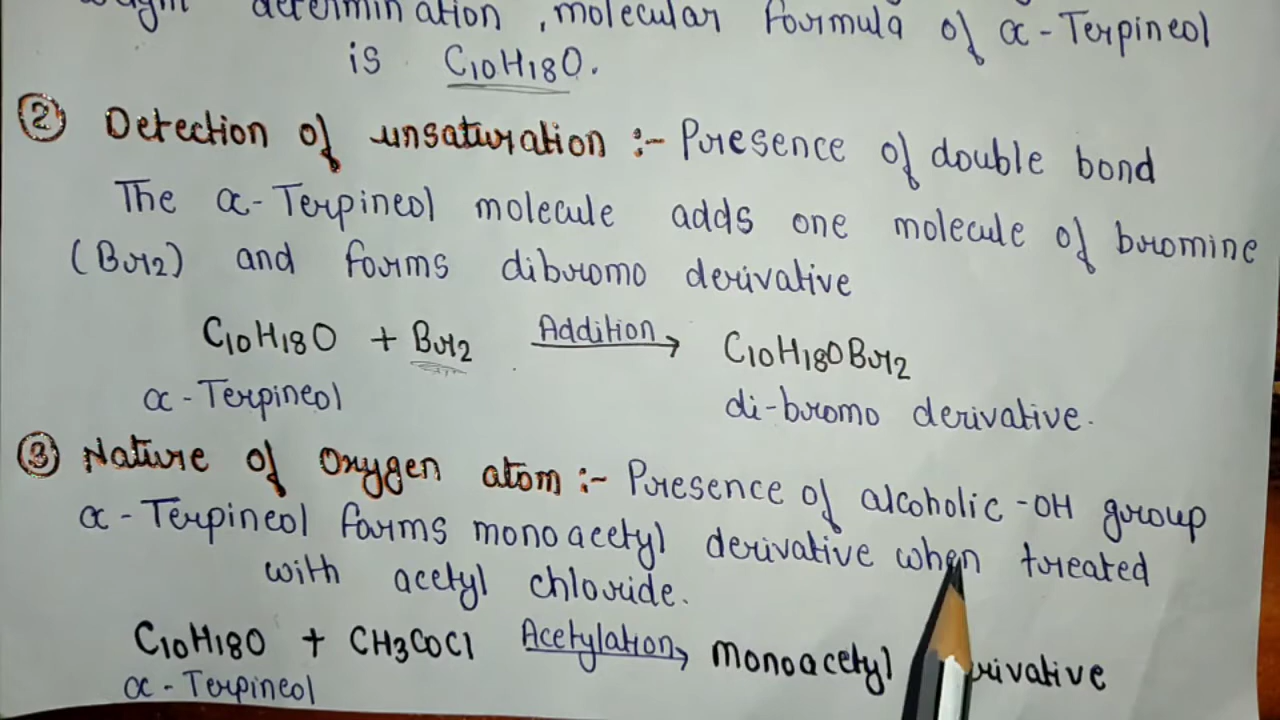 weight determination, molecular formula of α-Terpineol
is C10H18O.
② Detection of unsaturation :- Presence of double bond
The α-Terpineol molecule adds one molecule of bromine
(Br2) and forms dibromo derivative
C10H18O + Br2 Addition → C10H18OBr2
α-Terpineol di-bromo derivative.
③ Nature of Oxygen atom :- Presence of alcoholic -OH group
α-Terpineol forms monoacetyl derivative when treated
with acetyl chloride.
C10H18O + CH3COCl Acetylation → monoacetyl rivative
α-Terpineol